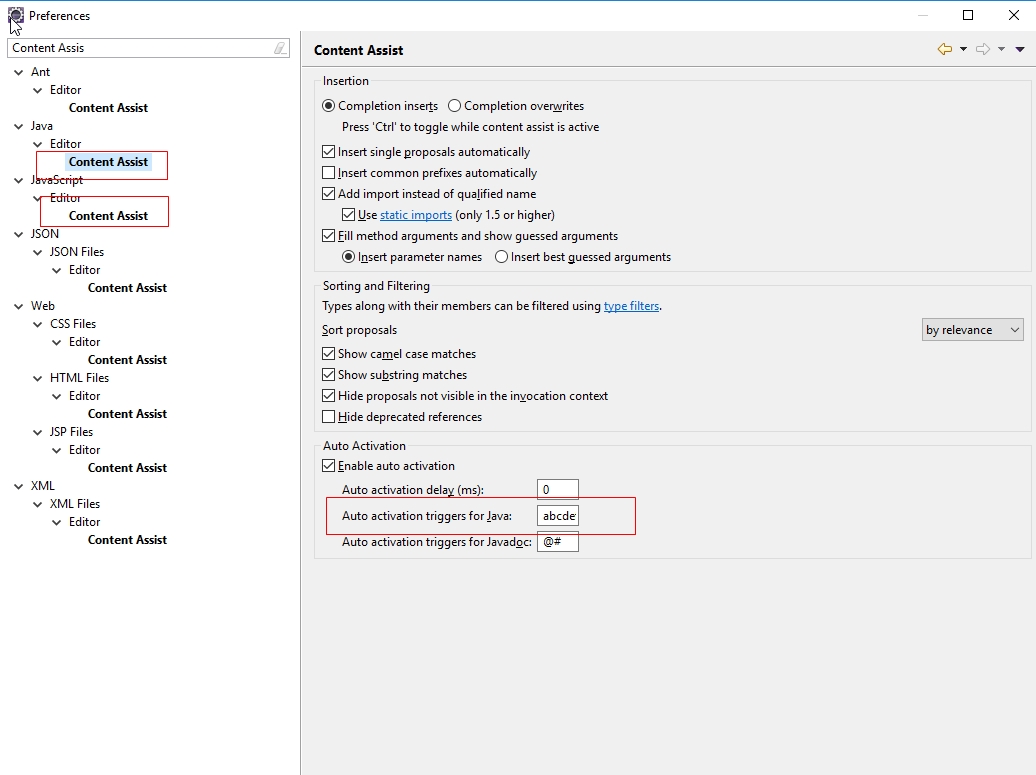 Preferences
Content Assis
Ant
Editor
Content Assist
Java
Editor
Content Assist
JavaScript
Editor
Content Assist
JSON
JSON Files
Editor
Content Assist
Web
CSS Files
Editor
Content Assist
HTML Files
Editor
Content Assist
JSP Files
Editor
Content Assist
XML
XML Files
Editor
Content Assist
Content Assist
Insertion
Completion inserts Completion overwrites
Press 'Ctrl' to toggle while content assist is active
Insert single proposals automatically
Insert common prefixes automatically
Add import instead of qualified name
Use static imports (only 1.5 or higher)
Fill method arguments and show guessed arguments
Insert parameter names Insert best guessed arguments
Sorting and Filtering
Types along with their members can be filtered using type filters.
Sort proposals by relevance
Show camel case matches
Show substring matches
Hide proposals not visible in the invocation context
Hide deprecated references
Auto Activation
Enable auto activation
Auto activation delay (ms): 0
Auto activation triggers for Java: abcde
Auto activation triggers for Javadoc: @#